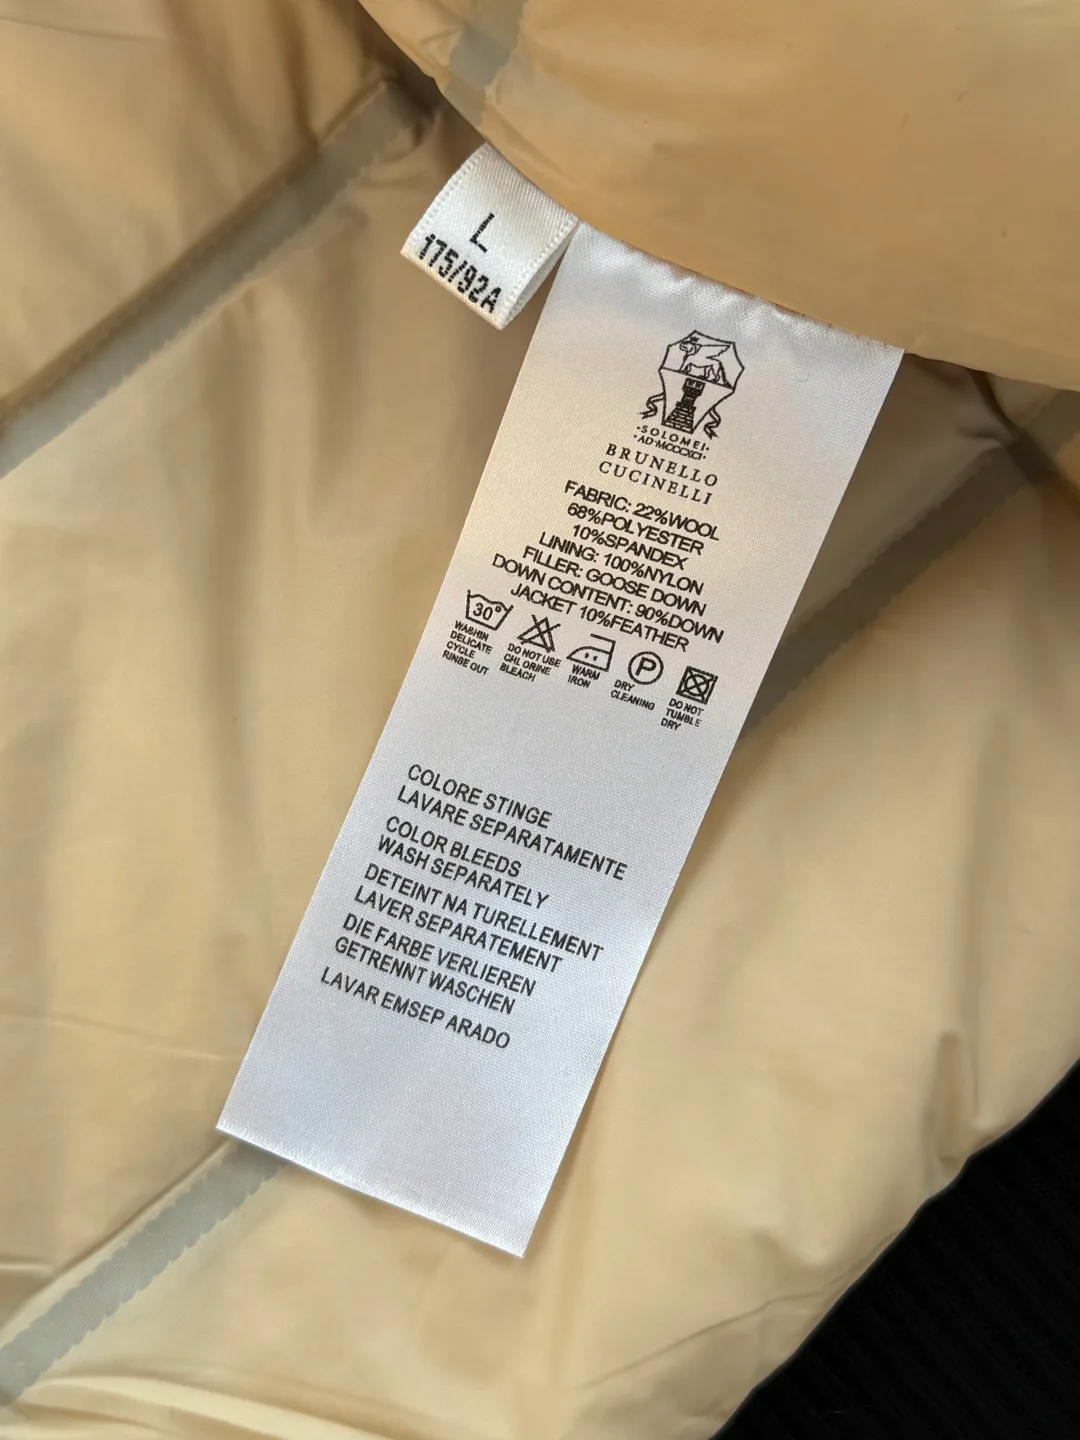 L
175/92A
·SOLOMEI·
·AD·MCCCXCI·
BRUNELLO
CUCINELLI
FABRIC: 22%WOOL
68%POLYESTER
10%SPANDEX
LINING: 100%NYLON
FILLER: GOOSE DOWN
DOWN CONTENT: 90%DOWN
JACKET 10%FEATHER
30°
WASHIN
DELICATE
CYCLE
RINGE OUT
DO NOT USE
CHLORINE
BLEACH
WARM
IRON
P
DRY
CLEANING
DO NOT
TUMBLE
DRY
COLORE STINGE
LAVARE SEPARATAMENTE
COLOR BLEEDS
WASH SEPARATELY
DETEINT NA TURELLEMENT
LAVER SEPARATEMENT
DIE FARBE VERLIEREN
GETRENNT WASCHEN
LAVAR EMSEP ARADO